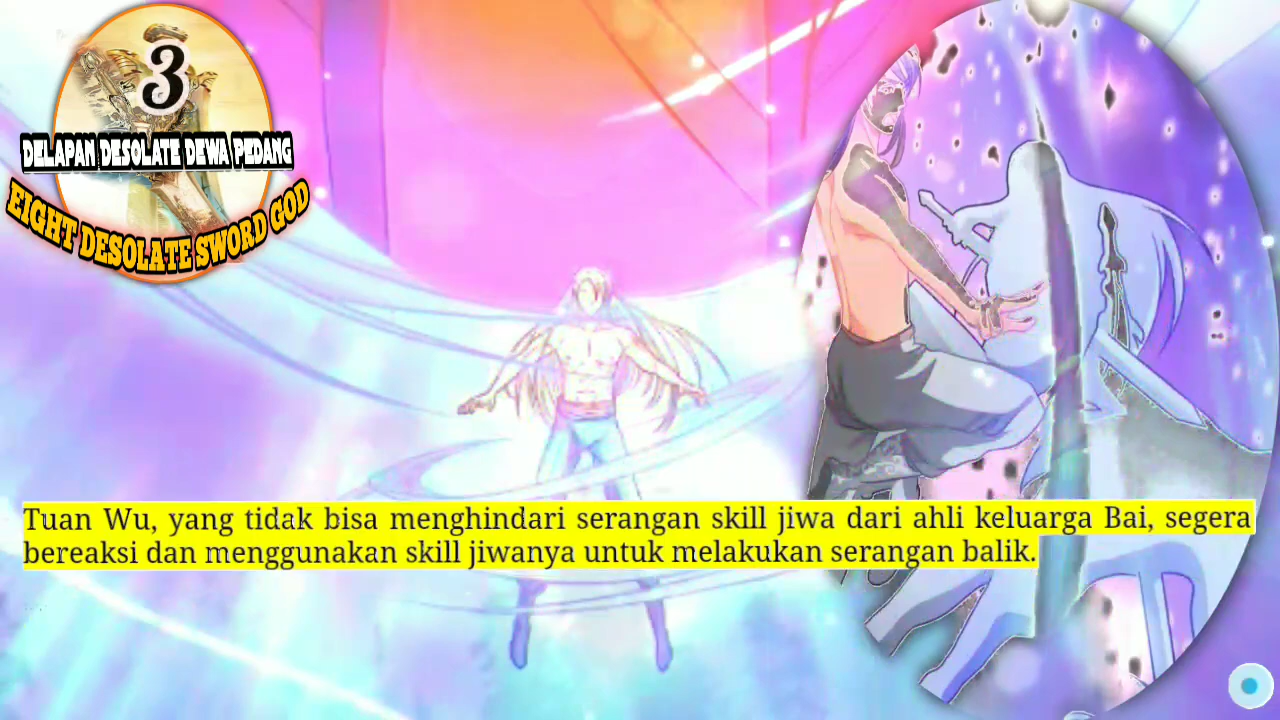 3
DELAPAN DESOLATE DEWA PEDANG
EIGHT DESOLATE SWORD GOD
Tuan Wu, yang tidak bisa menghindari serangan skill jiwa dari ahli keluarga Bai, segera
bereaksi dan menggunakan skill jiwanya untuk melakukan serangan balik.